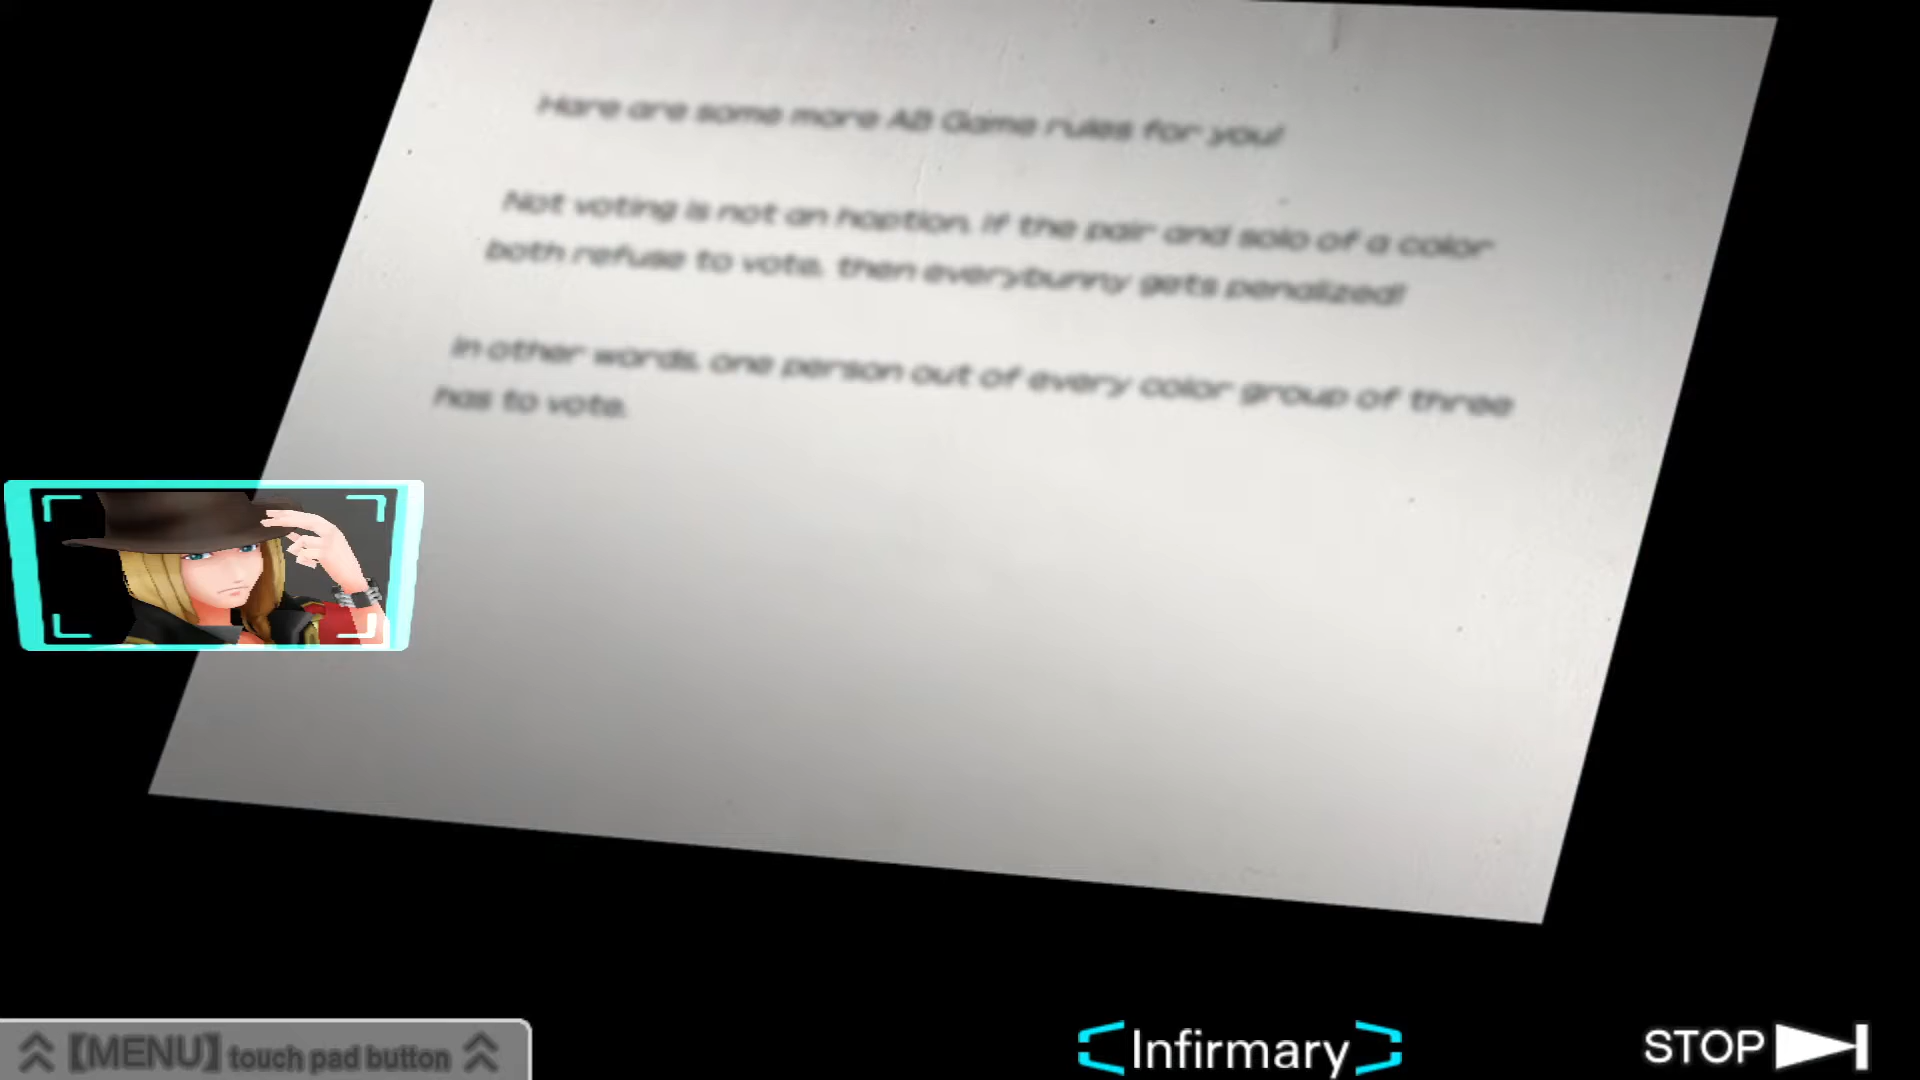 Hare are some more AB Game rules for you!
Not voting is not an hoption. If the pair and solo of a color
both refuse to vote, then everybunny gets penalized!
In other words, one person out of every color group of three
has to vote.
【MENU】touch pad button
Infirmary
STOP